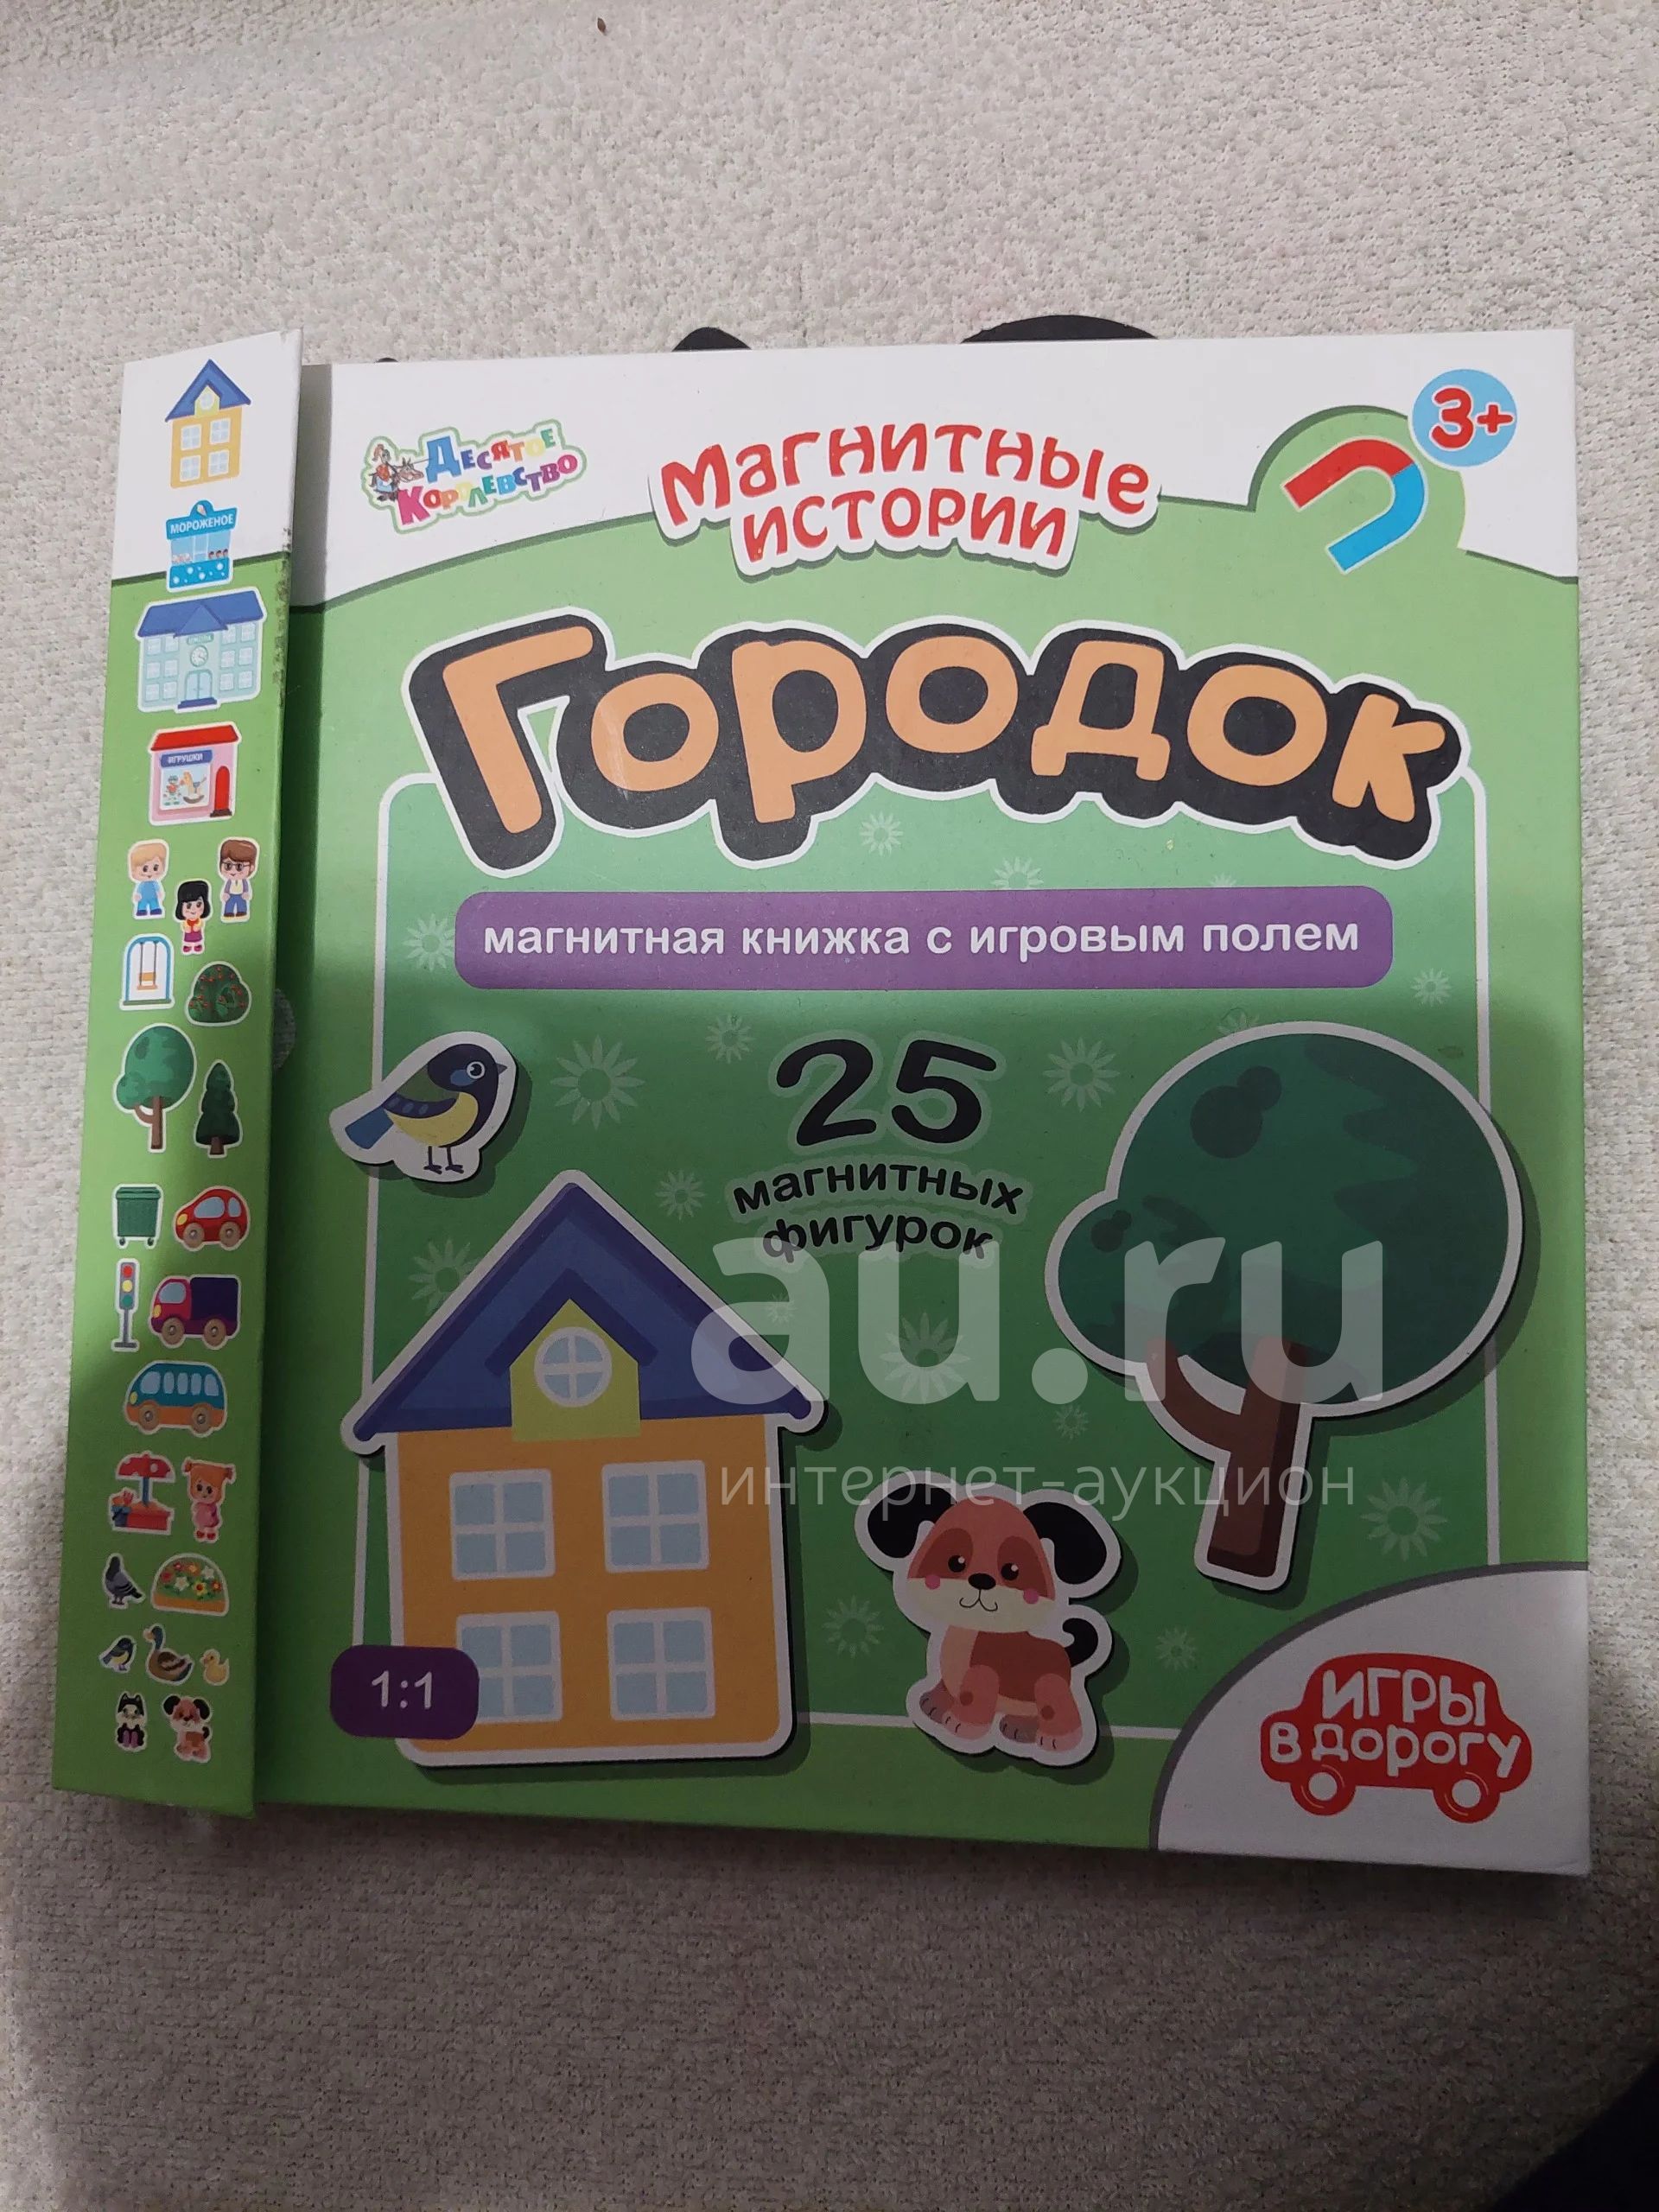 МОРОЖЕНОЕ
ШКОЛА
ИГРУШКИ
ДЕСЯТОЕ
КОРОЛЕВСТВО
МАГНИТНЫЕ
ИСТОРИИ
3+
Городок
магнитная книжка с игровым полем
25
магнитных
фигурок
au.ru
интернет-аукцион
1:1
ИГРЫ
В ДОРОГУ